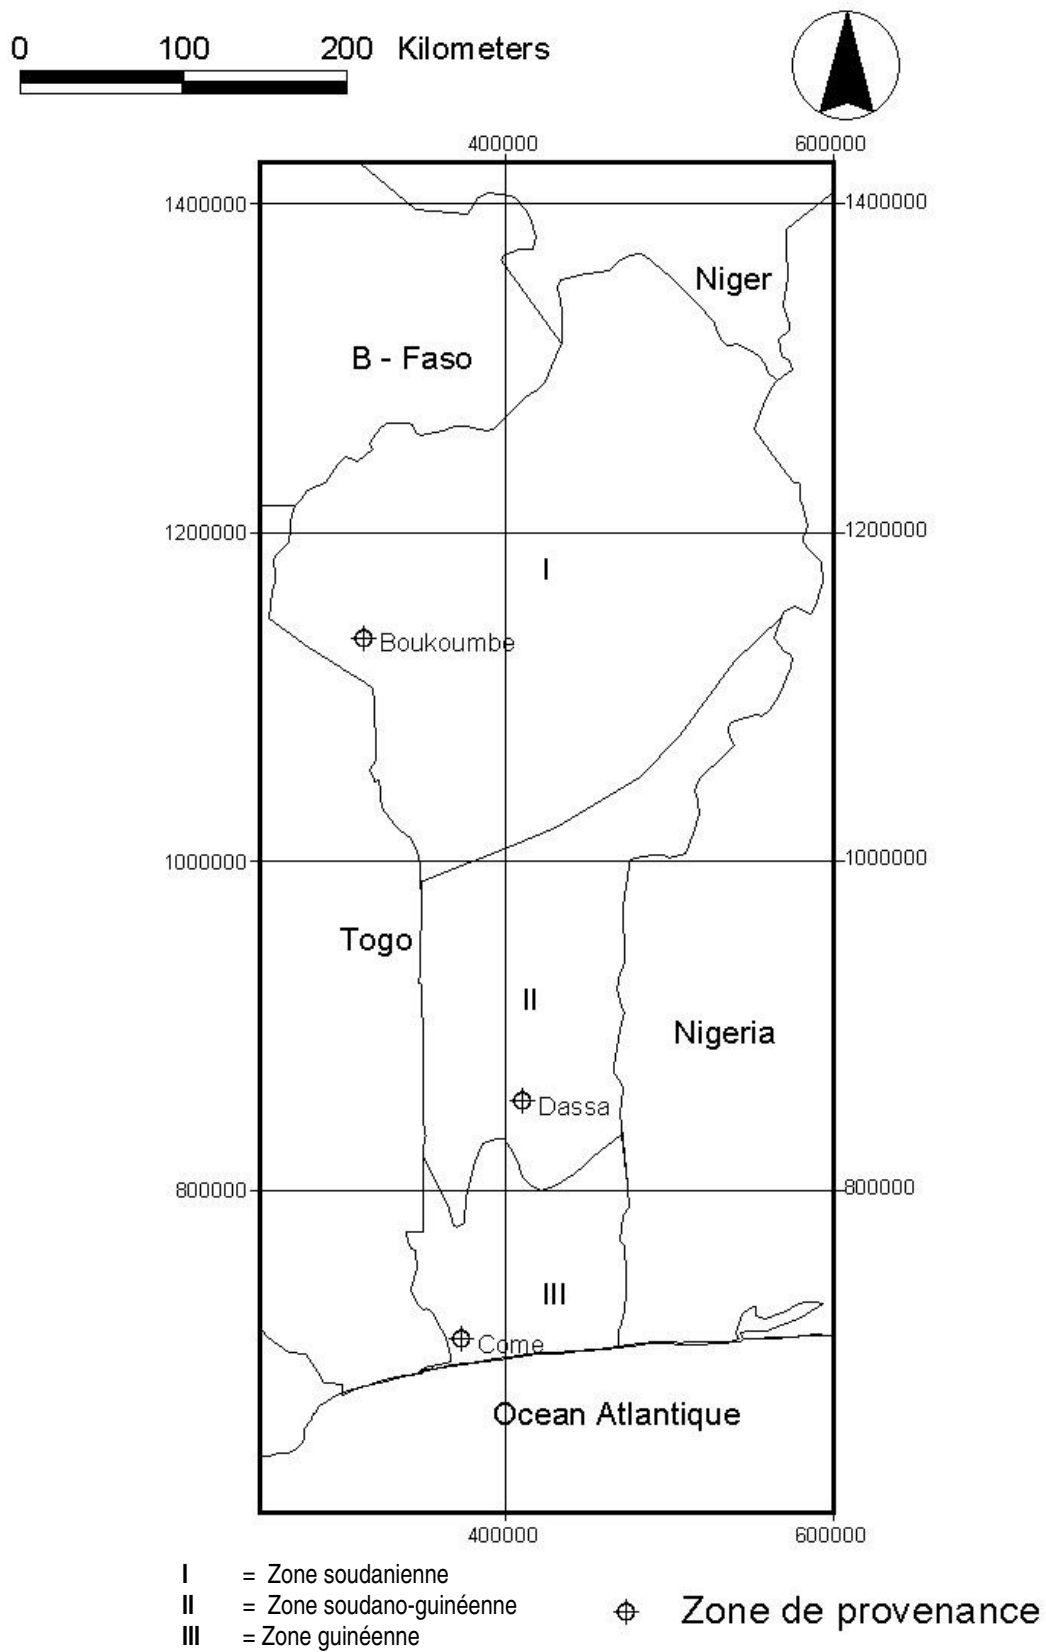 0 100 200 Kilometers
400000 600000
1400000 1400000
Niger
B - Faso
1200000 1200000
I
Boukoumbe
1000000 1000000
Togo
II
Nigeria
Dassa
800000 800000
III
Come
Ocean Atlantique
400000 600000
I = Zone soudanienne
II = Zone soudano-guinéenne
III = Zone guinéenne
Zone de provenance